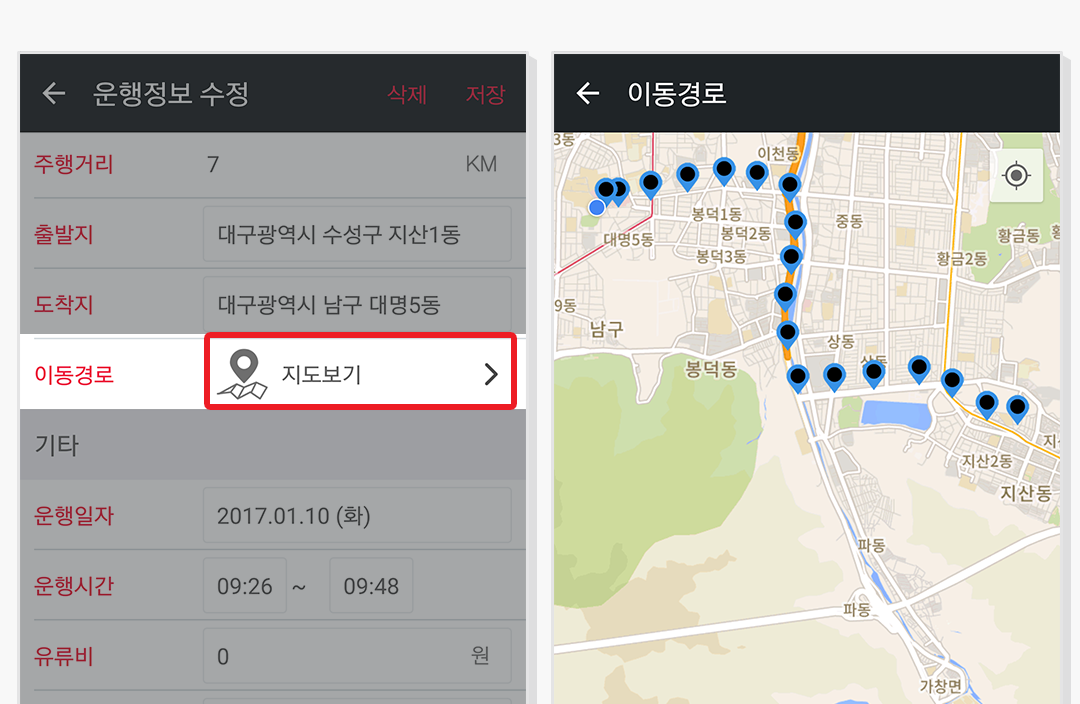 운행정보 수정 삭제 저장
주행거리 7 KM
출발지 대구광역시 수성구 지산1동
도착지 대구광역시 남구 대명5동
이동경로 지도보기
기타
운행일자 2017.01.10 (화)
운행시간 09:26 ~ 09:48
유류비 0 원
이동경로
3동
이천동
봉덕1동
중동
대명5동
봉덕2동
황금동
봉덕3동
황금2동
9동
남구
상동
봉덕동
지산2동
지산동
파동
파동
가창면